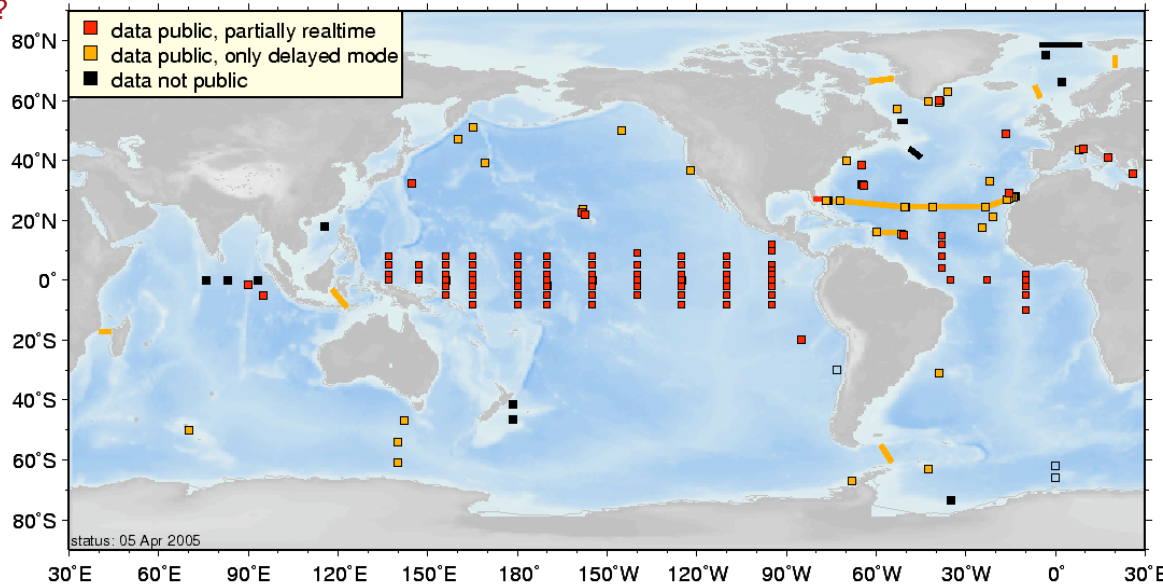 ?
data public, partially realtime
data public, only delayed mode
data not public
80°N
60°N
40°N
20°N
0°
20°S
40°S
60°S
80°S
status: 05 Apr 2005
30°E 60°E 90°E 120°E 150°E 180° 150°W 120°W 90°W 60°W 30°W 0° 30°E